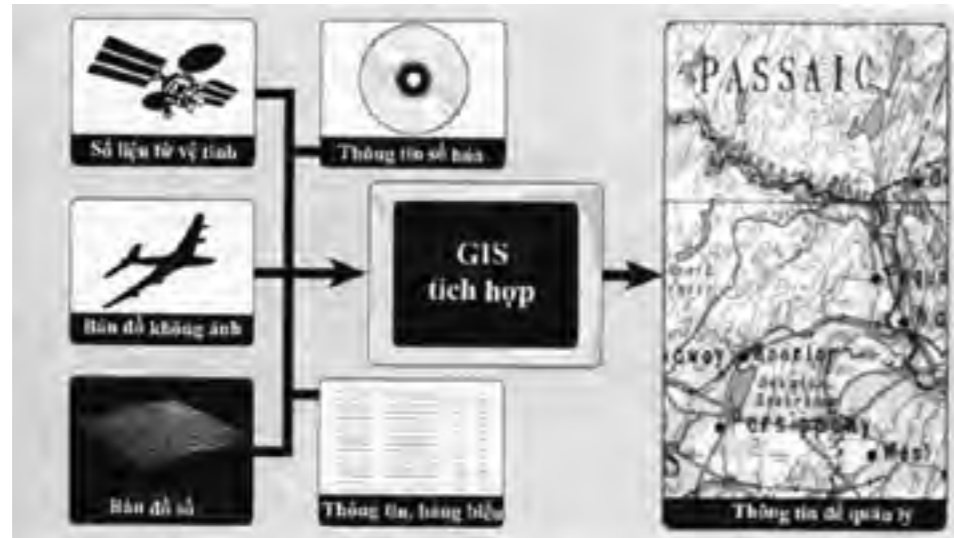 Số liệu từ vệ tinh
Thông tin số hóa
Bản đồ không ảnh
GIS
tích hợp
Bản đồ số
Thông tin, bảng biểu
PASSAIC
Thông tin để quản lý